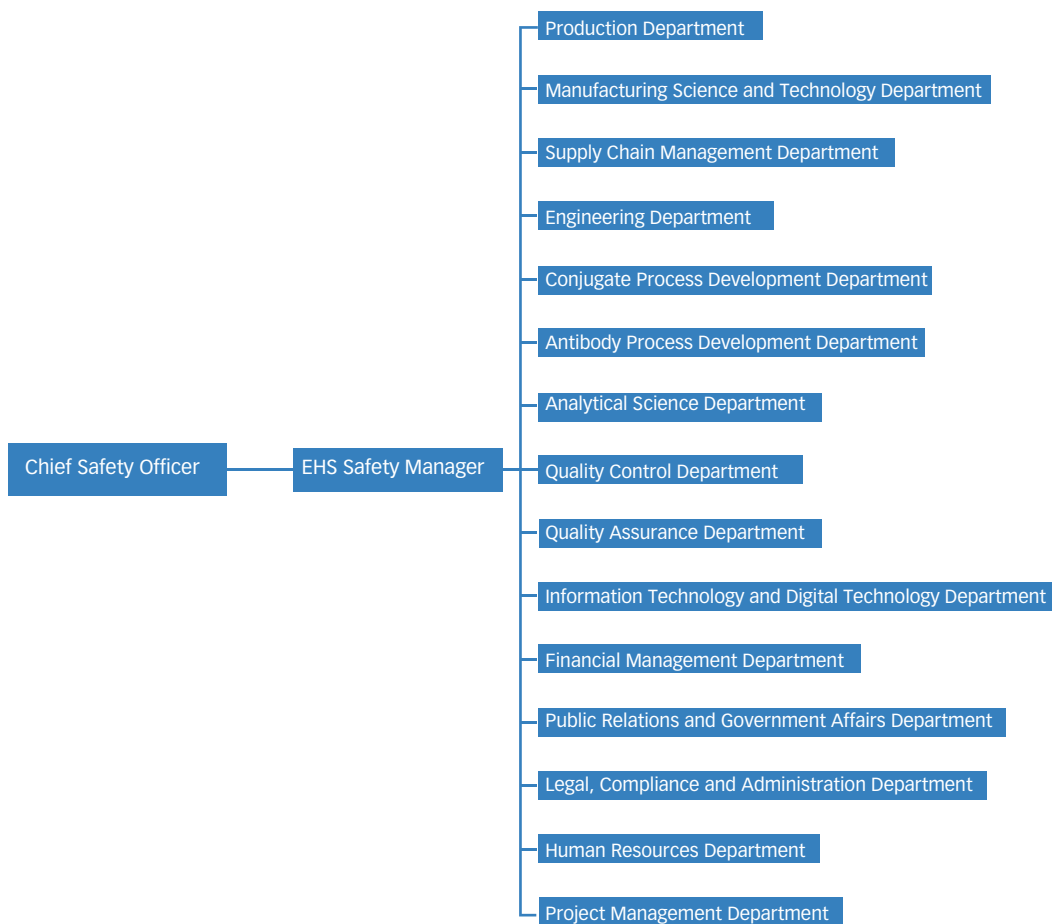 Production Department
Manufacturing Science and Technology Department
Supply Chain Management Department
Engineering Department
Conjugate Process Development Department
Antibody Process Development Department
Analytical Science Department
Chief Safety Officer
EHS Safety Manager
Quality Control Department
Quality Assurance Department
Information Technology and Digital Technology Department
Financial Management Department
Public Relations and Government Affairs Department
Legal, Compliance and Administration Department
Human Resources Department
Project Management Department